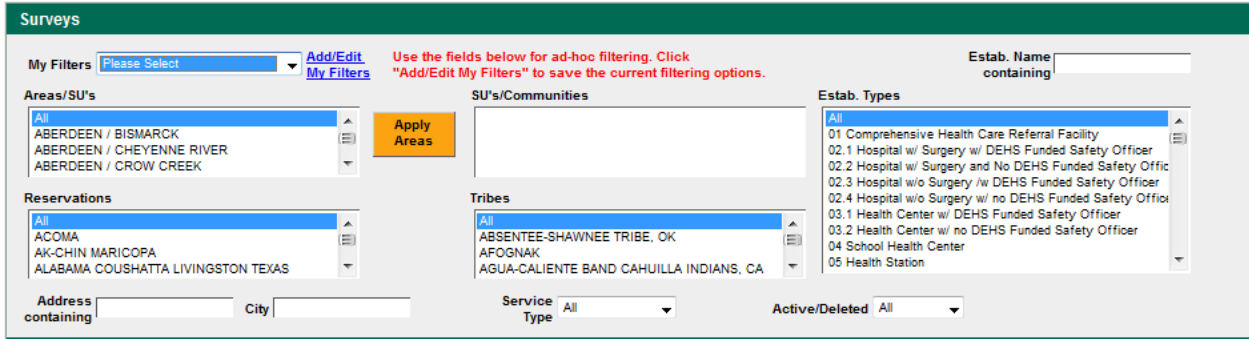 Surveys
My Filters Please Select
Add/Edit
My Filters
Use the fields below for ad-hoc filtering. Click
"Add/Edit My Filters" to save the current filtering options.
Estab. Name
containing
Areas/SU's
All
ABERDEEN / BISMARCK
ABERDEEN / CHEYENNE RIVER
ABERDEEN / CROW CREEK
Apply
Areas
SU's/Communities
Estab. Types
All
01 Comprehensive Health Care Referral Facility
02.1 Hospital w/ Surgery w/ DEHS Funded Safety Officer
02.2 Hospital w/ Surgery and No DEHS Funded Safety Offic
02.3 Hospital w/o Surgery /w DEHS Funded Safety Officer
02.4 Hospital w/o Surgery w/ no DEHS Funded Safety Office
03.1 Health Center w/ DEHS Funded Safety Officer
03.2 Health Center w/ no DEHS Funded Safety Officer
04 School Health Center
05 Health Station
Reservations
All
ACOMA
AK-CHIN MARICOPA
ALABAMA COUSHATTA LIVINGSTON TEXAS
Tribes
All
ABSENTEE-SHAWNEE TRIBE, OK
AFOGNAK
AGUA-CALIENTE BAND CAHUILLA INDIANS, CA
Address
containing
City
Service
Type
All
Active/Deleted All